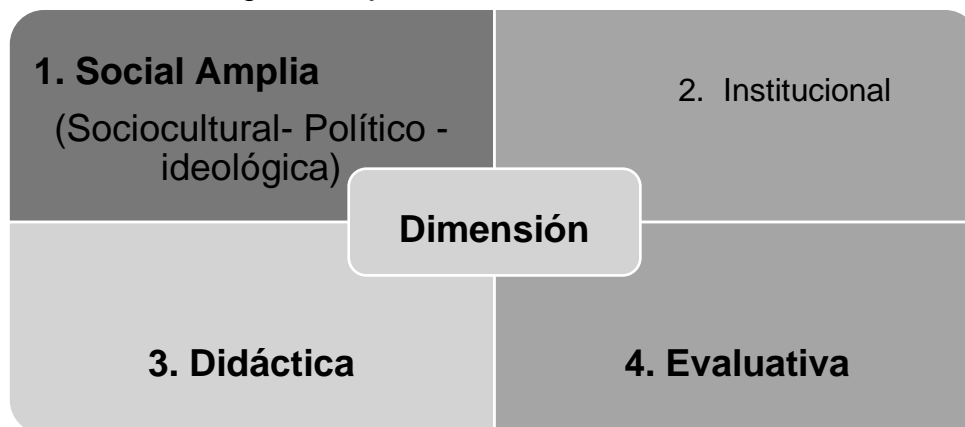 1. Social Amplia
(Sociocultural- Político -
ideológica)
2. Institucional
Dimensión
3. Didáctica
4. Evaluativa